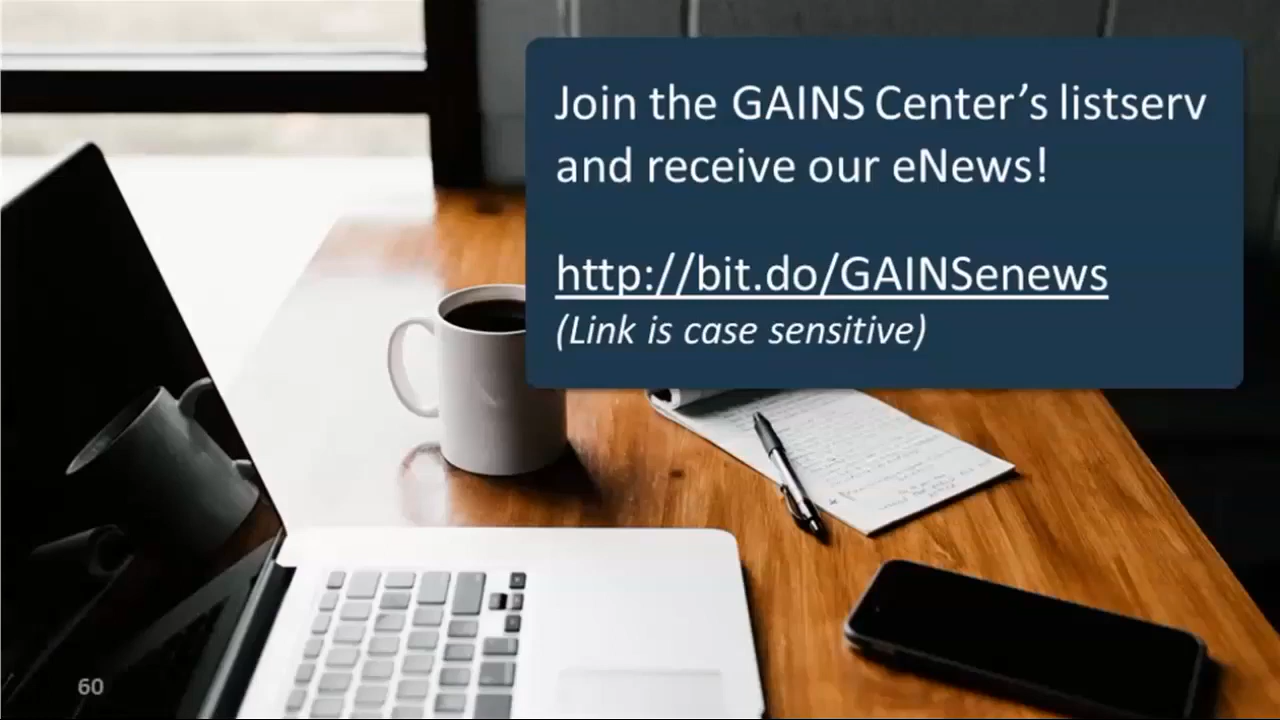 Join the GAINS Center’s listserv
and receive our eNews!
http://bit.do/GAINSenews
(Link is case sensitive)
60